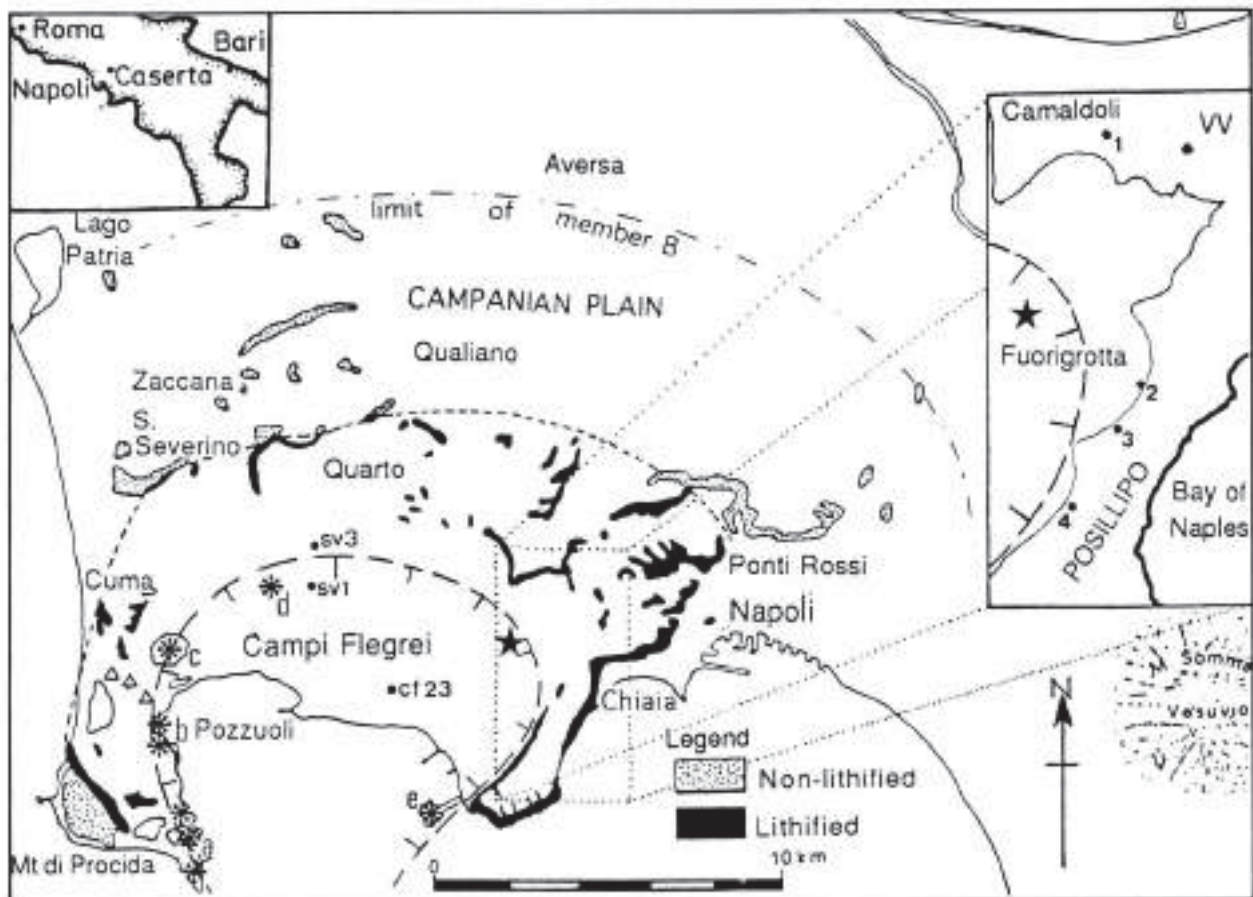 Roma
Bari
Caserta
Napoli
Camaldoli
1
VV
Aversa
limit of member B
Lago
Patria
CAMPANIAN PLAIN
Fuorigrotta
Qualiano
Zaccana
2
S.
Severino
3
Quarto
4
POSILLIPO
Bay of
Naples
sv3
Cuma
sv1
d
Ponti Rossi
Napoli
c
Campi Flegrei
cf23
Chiaia
N
Somma
Vesuvio
b
Pozzuoli
Legend
Non-lithified
e
Lithified
Mt di Procida
0
10 km